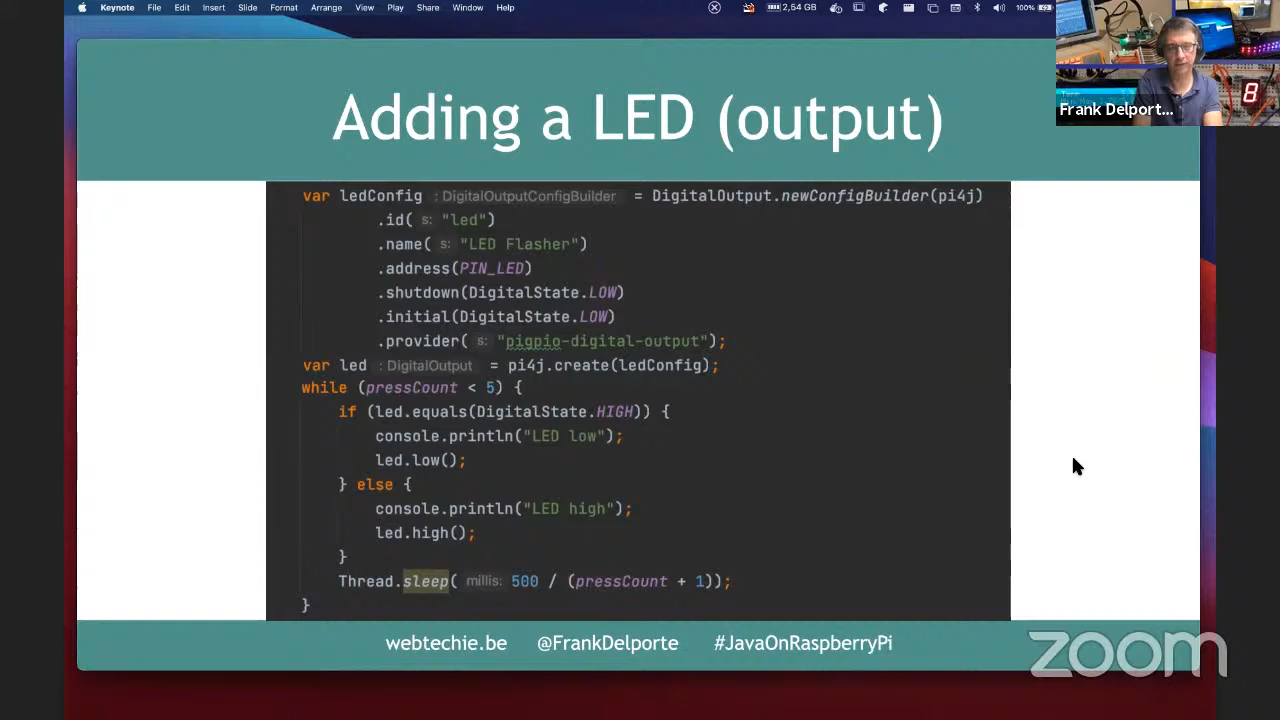 Keynote File Edit Insert Slide Format Arrange View Play Share Window Help 2,54 GB 100%
Frank Delport...
8
Adding a LED (output)
var ledConfig : DigitalOutputConfigBuilder = DigitalOutput.newConfigBuilder(pi4j)
.id( s: "led")
.name( s: "LED Flasher")
.address(PIN_LED)
.shutdown(DigitalState.LOW)
.initial(DigitalState.LOW)
.provider( s: "pigpio-digital-output");
var led : DigitalOutput = pi4j.create(ledConfig);
while (pressCount < 5) {
if (led.equals(DigitalState.HIGH)) {
console.println("LED low");
led.low();
} else {
console.println("LED high");
led.high();
}
Thread.sleep( millis: 500 / (pressCount + 1));
}
webtechie.be @FrankDelporte #JavaOnRaspberryPi
zoom